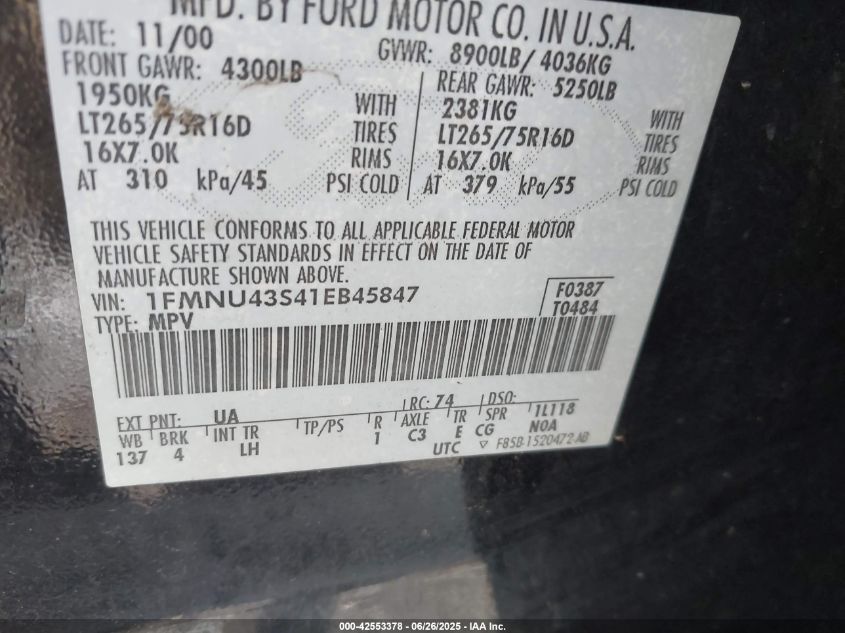 MFD. BY FORD MOTOR CO. IN U.S.A.
DATE: 11/00 GVWR: 8900LB/ 4036KG
FRONT GAWR: 4300LB REAR GAWR: 5250LB
1950KG WITH 2381KG WITH
LT265/75R16D TIRES LT265/75R16D TIRES
16X7.0K RIMS 16X7.0K RIMS
AT 310 kPa/45 PSI COLD AT 379 kPa/55 PSI COLD
THIS VEHICLE CONFORMS TO ALL APPLICABLE FEDERAL MOTOR
VEHICLE SAFETY STANDARDS IN EFFECT ON THE DATE OF
MANUFACTURE SHOWN ABOVE.
VIN: 1FMNU43S41EB45847 F0387
TYPE: MPV T0484
EXT PNT: UA RC: 74 DSO:
WB BRK INT TR TP/PS R AXLE TR SPR 1L118
137 4 LH 1 C3 E CG N0A
UTC F85B-1520472-AB
000-42553378 - 06/26/2025 - IAA Inc.